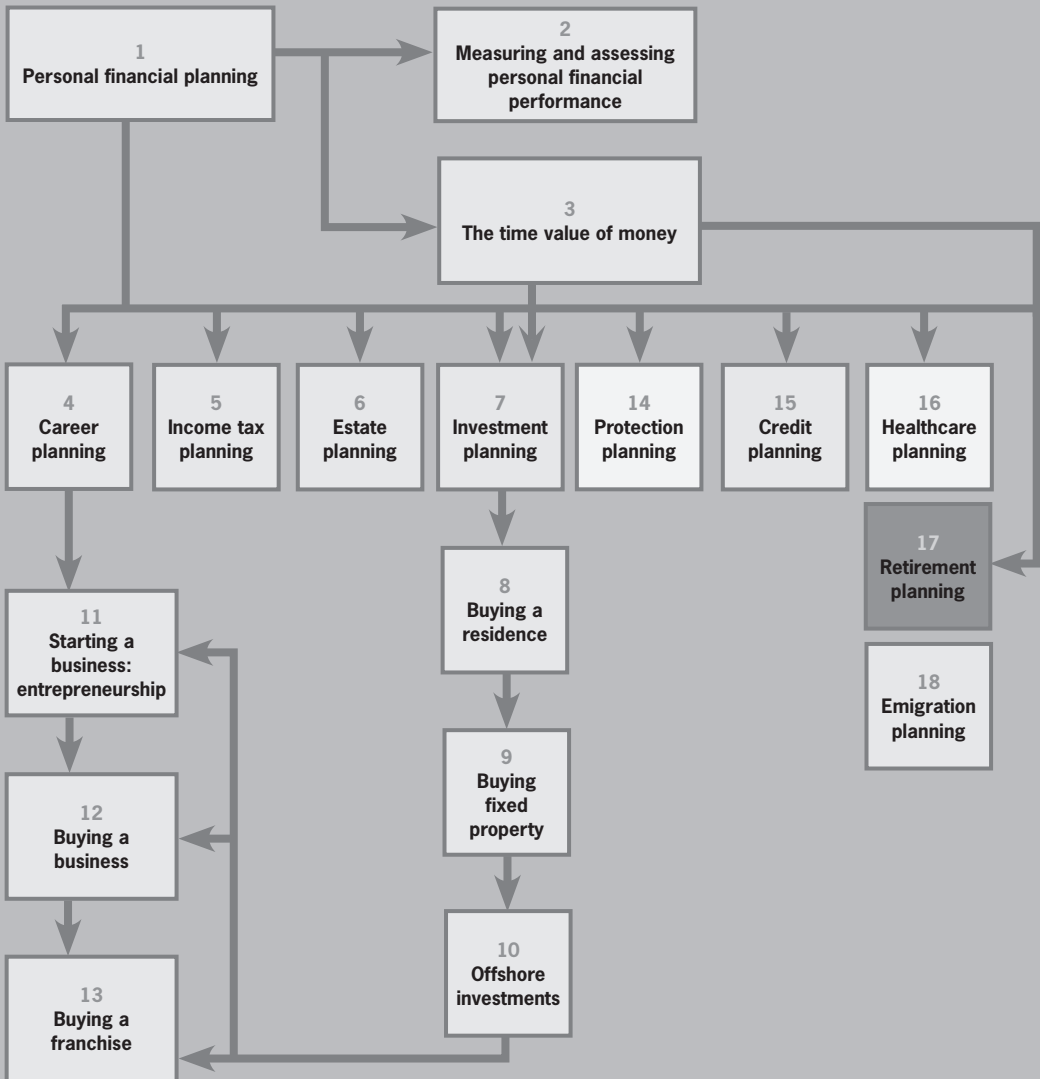 1
Personal financial planning
2
Measuring and assessing
personal financial
performance
3
The time value of money
4
Career
planning
5
Income tax
planning
6
Estate
planning
7
Investment
planning
14
Protection
planning
15
Credit
planning
16
Healthcare
planning
17
Retirement
planning
18
Emigration
planning
8
Buying a
residence
9
Buying
fixed
property
10
Offshore
investments
11
Starting a
business:
entrepreneurship
12
Buying a
business
13
Buying a
franchise